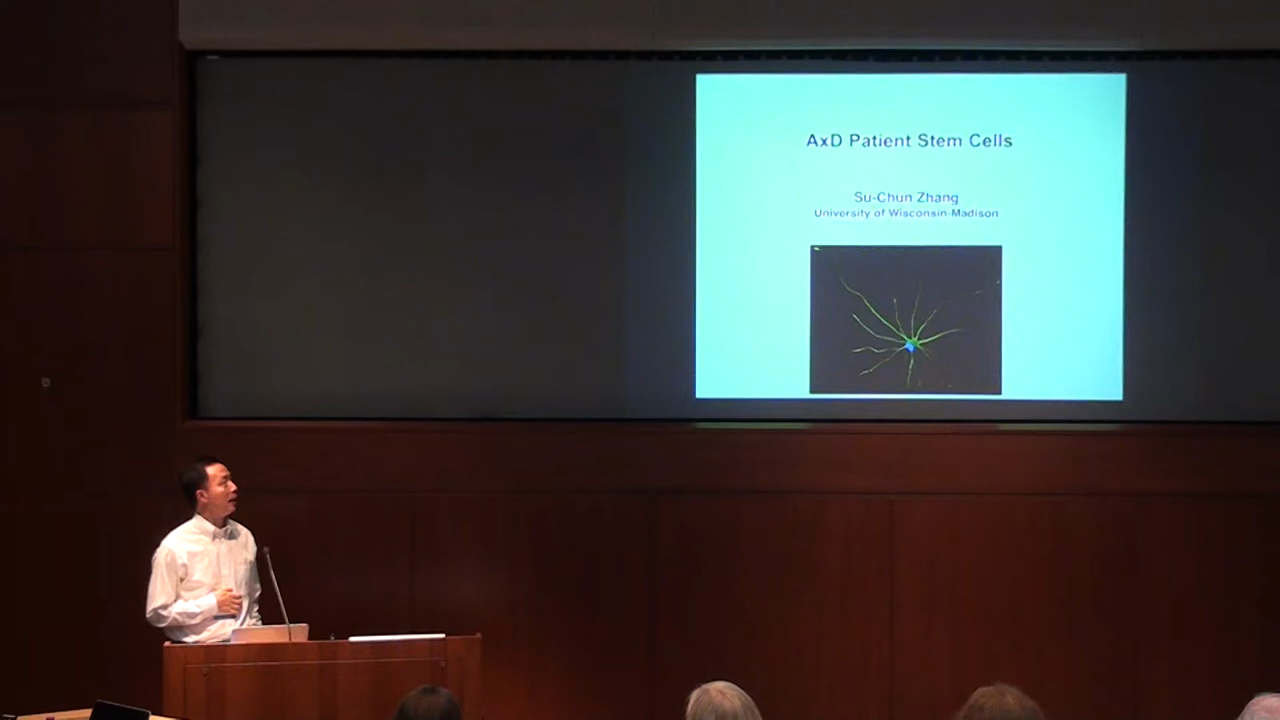 AxD Patient Stem Cells
Su-Chun Zhang
University of Wisconsin-Madison